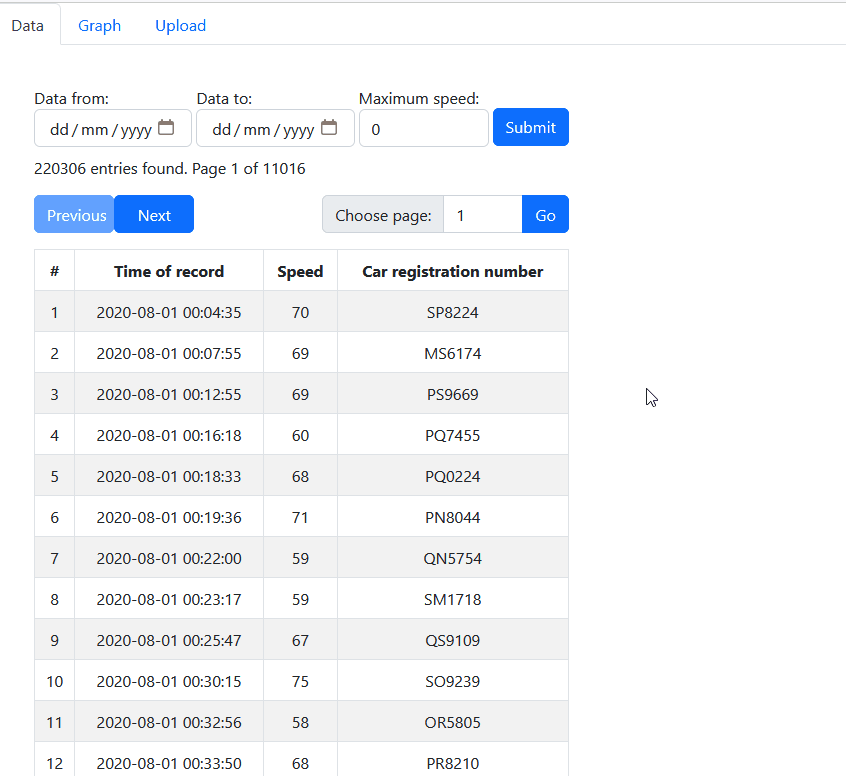 Data Graph Upload
Data from: Data to: Maximum speed:
dd/mm/yyyy dd/mm/yyyy 0 Submit
220306 entries found. Page 1 of 11016
Previous Next Choose page: 1 Go
# Time of record Speed Car registration number
1 2020-08-01 00:04:35 70 SP8224
2 2020-08-01 00:07:55 69 MS6174
3 2020-08-01 00:12:55 69 PS9669
4 2020-08-01 00:16:18 60 PQ7455
5 2020-08-01 00:18:33 68 PQ0224
6 2020-08-01 00:19:36 71 PN8044
7 2020-08-01 00:22:00 59 QN5754
8 2020-08-01 00:23:17 59 SM1718
9 2020-08-01 00:25:47 67 QS9109
10 2020-08-01 00:30:15 75 SO9239
11 2020-08-01 00:32:56 58 OR5805
12 2020-08-01 00:33:50 68 PR8210